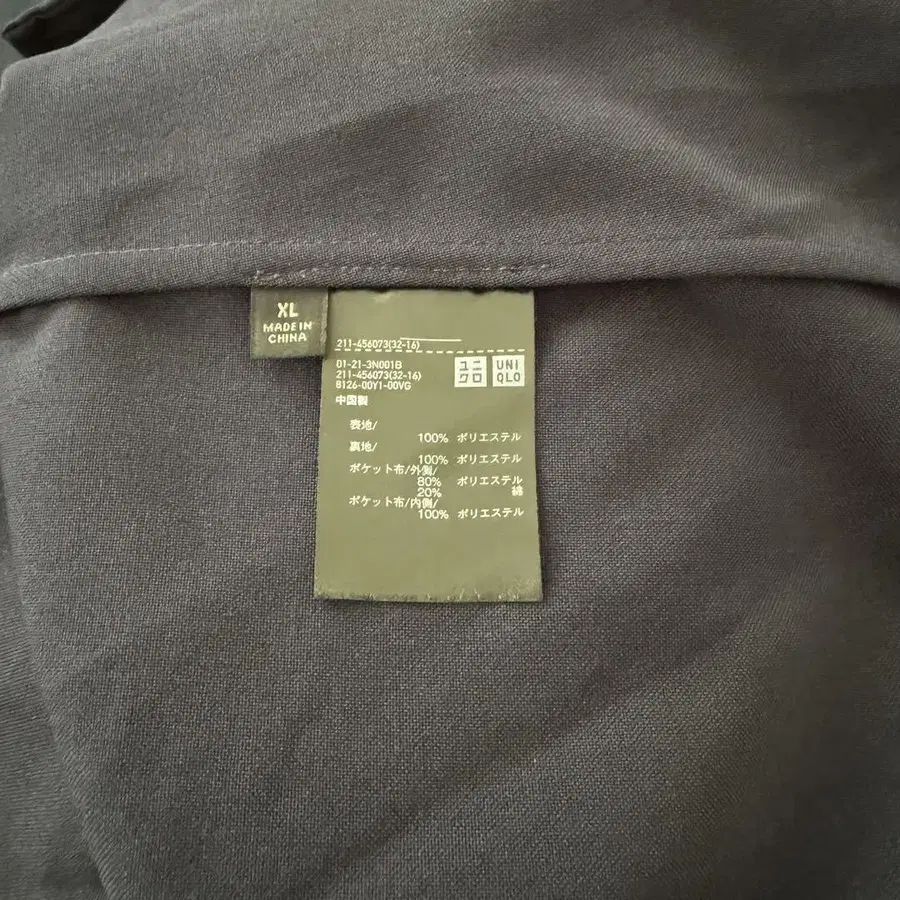 XL
MADE IN
CHINA
211-456073(32-16)
01-21-3N001B
211-456073(32-16)
8126-00Y1-00VG
ユニ
クロ
UNI
QLO
中国製
表地/
100% ポリエステル
裏地/
100% ポリエステル
ポケット布/外側/
80% ポリエステル
20% 綿
ポケット布/内側/
100% ポリエステル